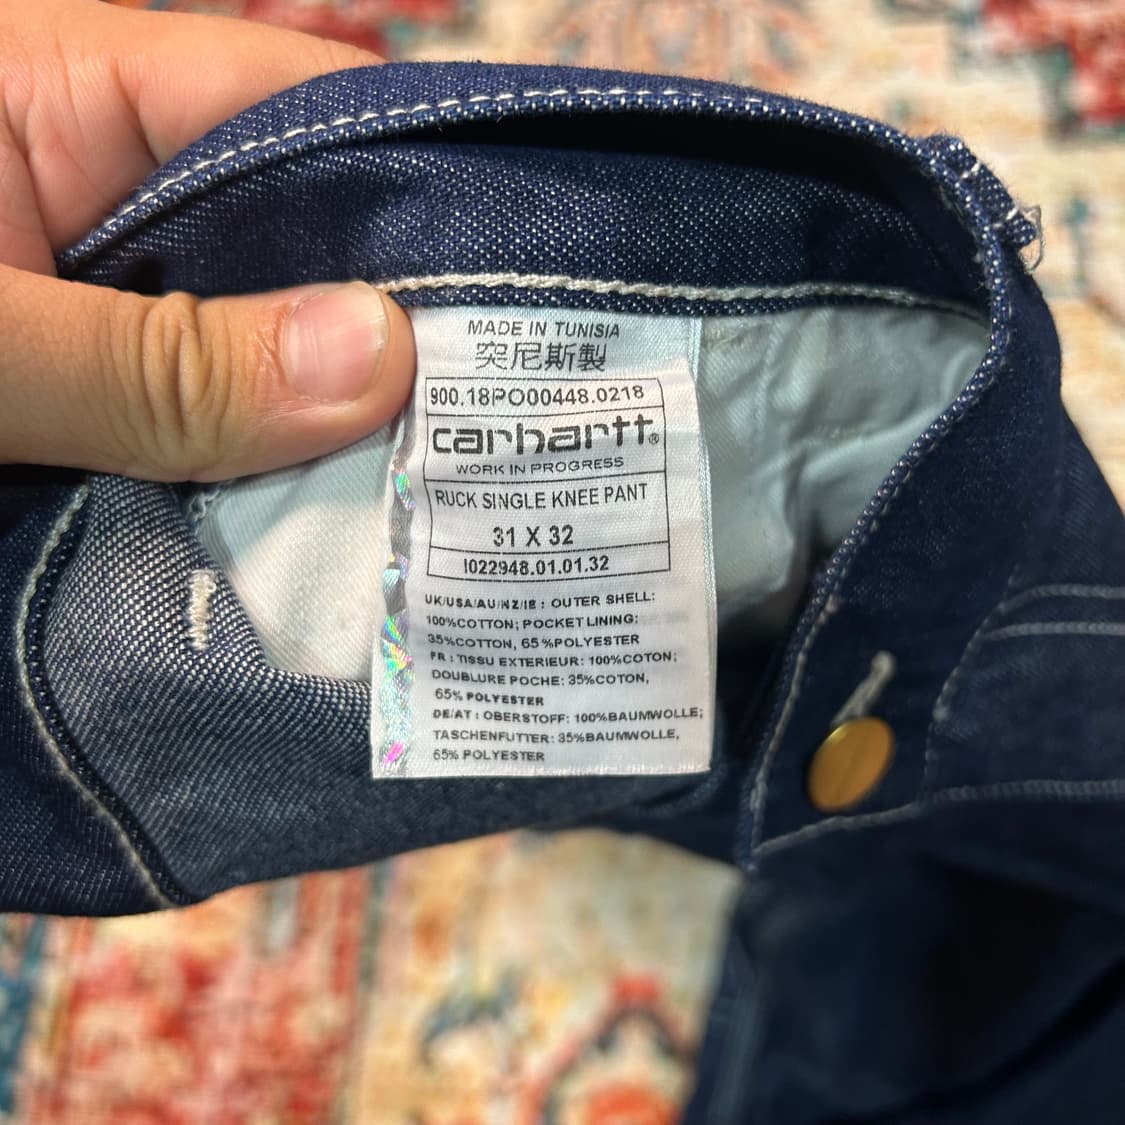 MADE IN TUNISIA
突尼斯製
900.18PO00448.0218
carhartt®
WORK IN PROGRESS
RUCK SINGLE KNEE PANT
31 X 32
I022948.01.01.32
UK/USA/AU/NZ/IE : OUTER SHELL:
100%COTTON; POCKET LINING:
35%COTTON, 65%POLYESTER
FR : TISSU EXTERIEUR: 100%COTON;
DOUBLURE POCHE: 35%COTON,
65% POLYESTER
DE/AT : OBERSTOFF: 100%BAUMWOLLE;
TASCHENFUTTER: 35%BAUMWOLLE,
65% POLYESTER